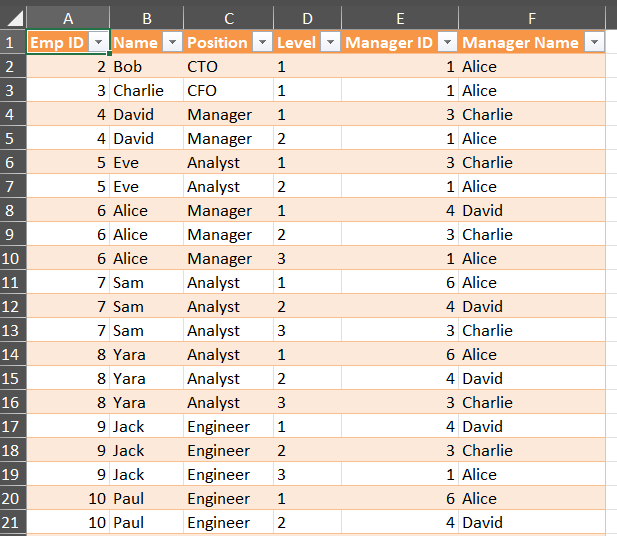 A B C D E F
1 Emp ID Name Position Level Manager ID Manager Name
2 2 Bob CTO 1 1 Alice
3 3 Charlie CFO 1 1 Alice
4 4 David Manager 1 3 Charlie
5 4 David Manager 2 1 Alice
6 5 Eve Analyst 1 3 Charlie
7 5 Eve Analyst 2 1 Alice
8 6 Alice Manager 1 4 David
9 6 Alice Manager 2 3 Charlie
10 6 Alice Manager 3 1 Alice
11 7 Sam Analyst 1 6 Alice
12 7 Sam Analyst 2 4 David
13 7 Sam Analyst 3 3 Charlie
14 8 Yara Analyst 1 6 Alice
15 8 Yara Analyst 2 4 David
16 8 Yara Analyst 3 3 Charlie
17 9 Jack Engineer 1 4 David
18 9 Jack Engineer 2 3 Charlie
19 9 Jack Engineer 3 1 Alice
20 10 Paul Engineer 1 6 Alice
21 10 Paul Engineer 2 4 David